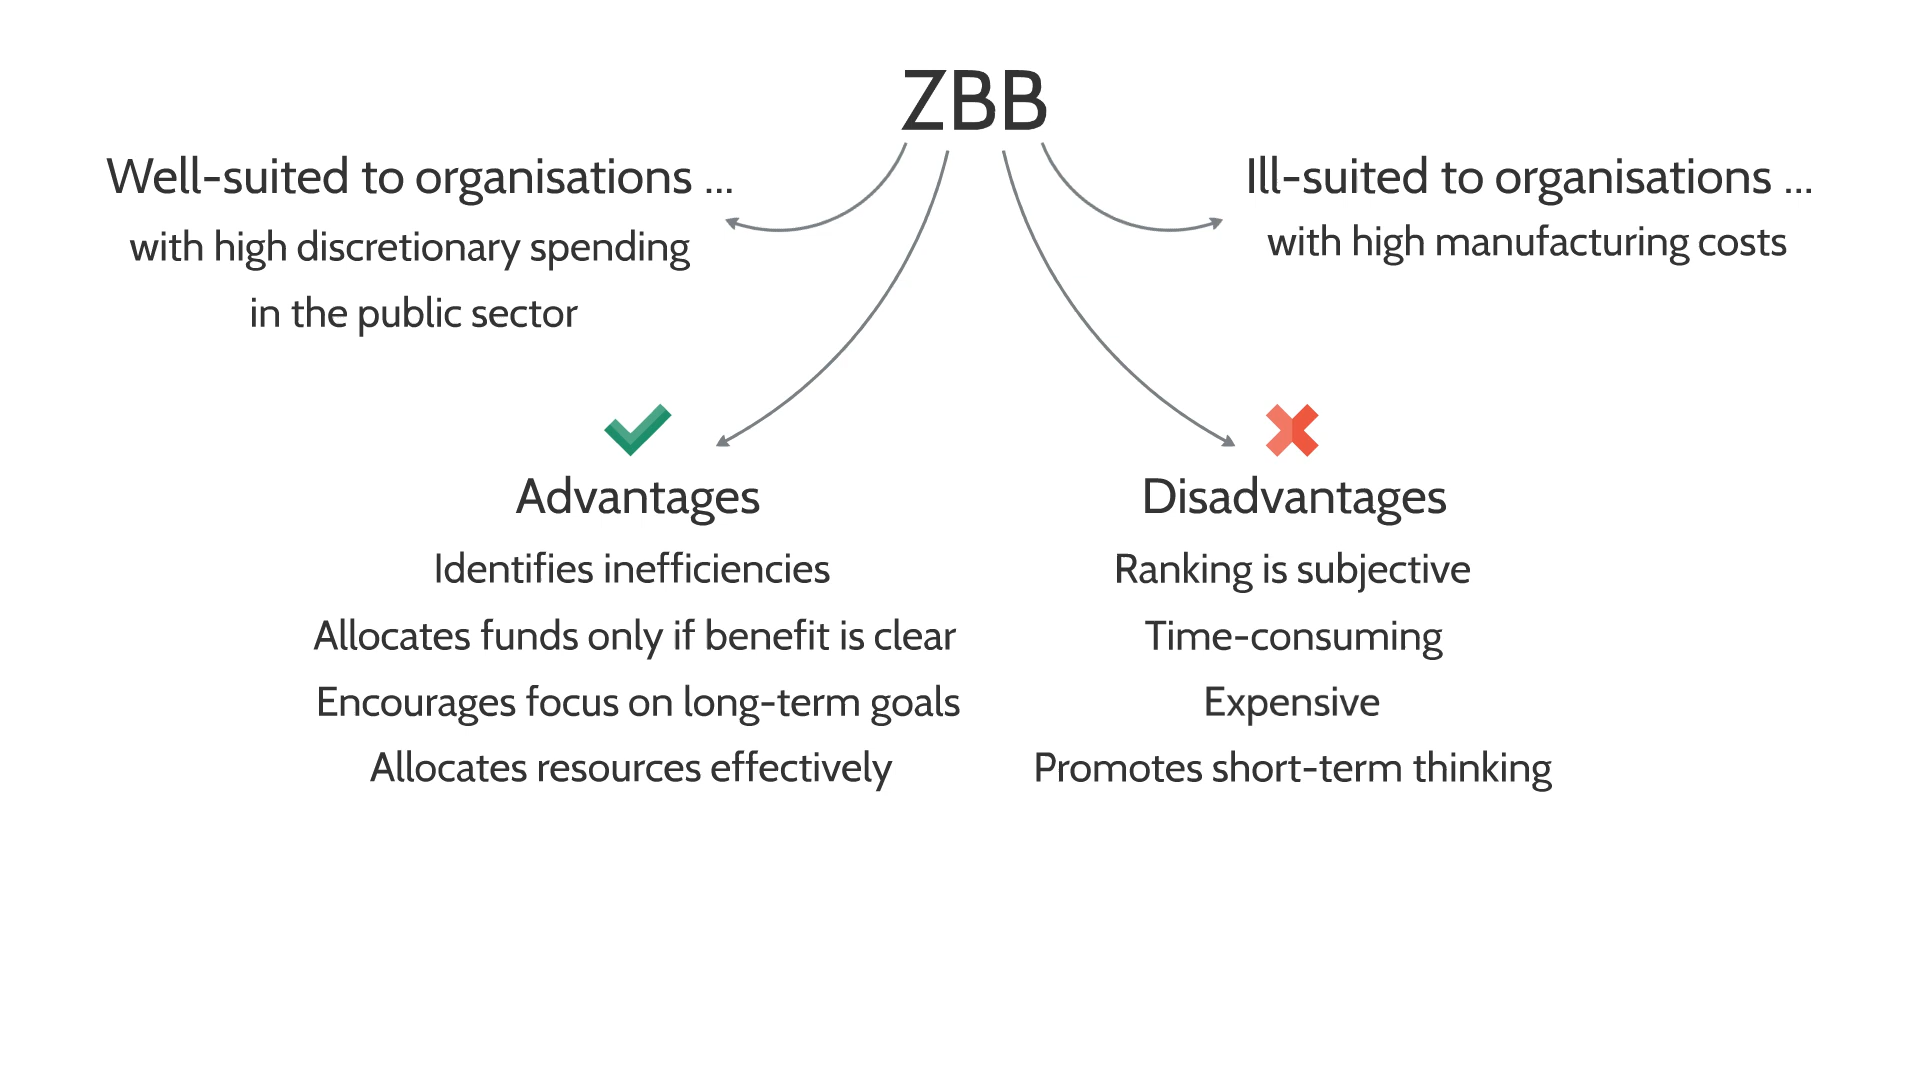 ZBB
Well-suited to organisations ...
with high discretionary spending
in the public sector
Ill-suited to organisations ...
with high manufacturing costs
Advantages
Identifies inefficiencies
Allocates funds only if benefit is clear
Encourages focus on long-term goals
Allocates resources effectively
Disadvantages
Ranking is subjective
Time-consuming
Expensive
Promotes short-term thinking